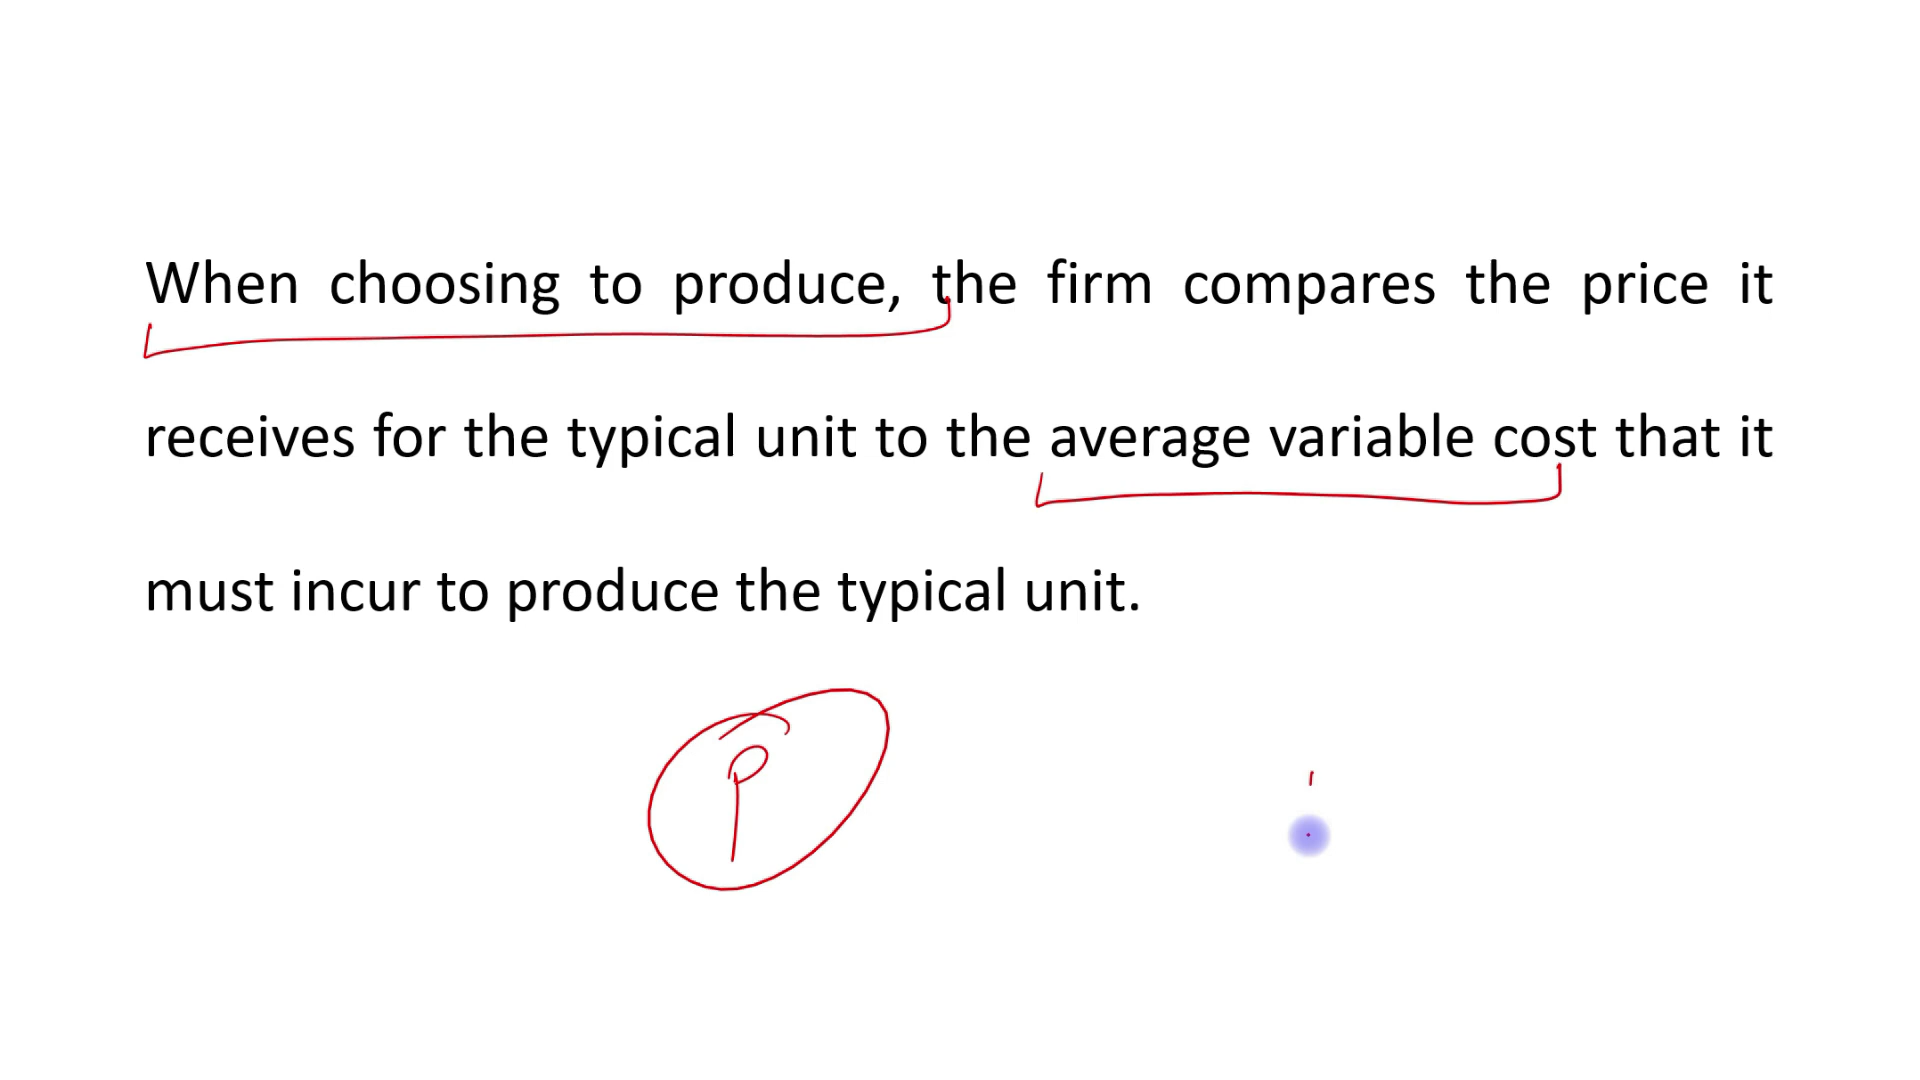 When choosing to produce, the firm compares the price it
receives for the typical unit to the average variable cost that it
must incur to produce the typical unit.
P